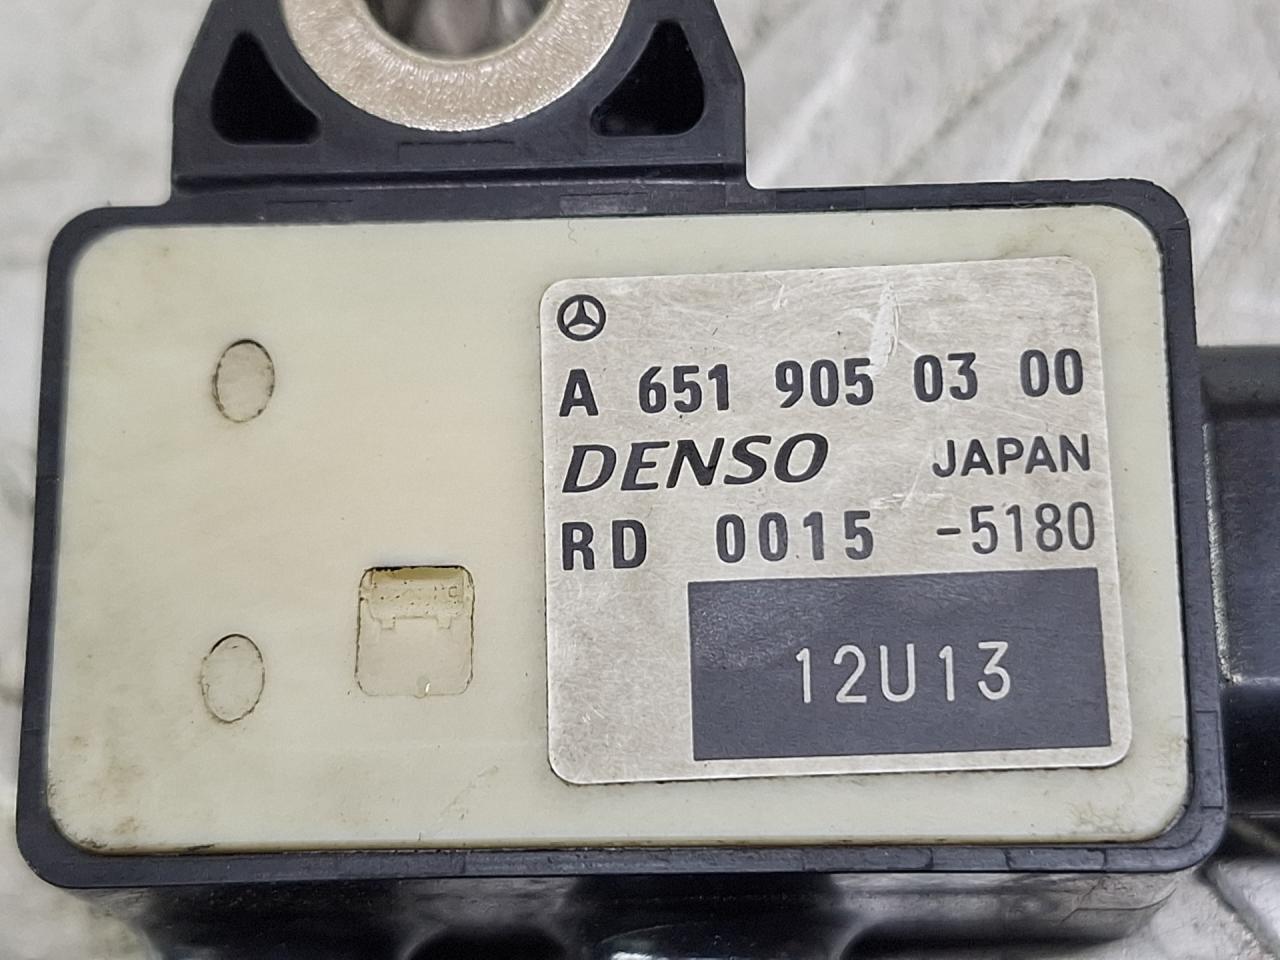 A 651 905 03 00
DENSO JAPAN
RD 0015 -5180
12U13